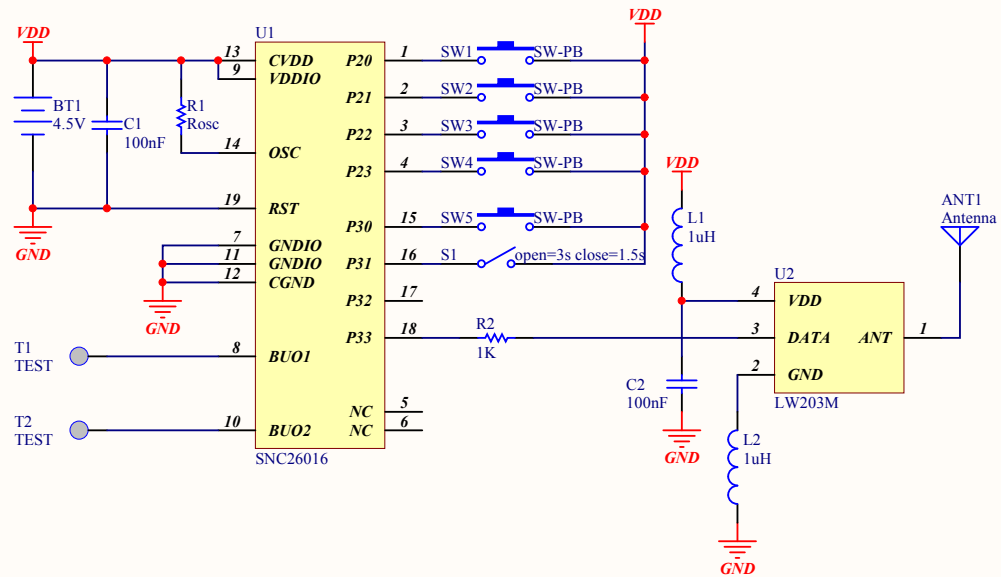 VDD
BT1
4.5V
GND
C1
100nF
R1
Rosc
U1
13 CVDD
9 VDDIO
14 OSC
19 RST
7 GNDIO
11 GNDIO
12 CGND
GND
8 BUO1
10 BUO2
T1
TEST
T2
TEST
P20 1
P21 2
P22 3
P23 4
P30 15
P31 16
P32 17
P33 18
NC 5
NC 6
SNC26016
VDD
SW1 SW-PB
SW2 SW-PB
SW3 SW-PB
SW4 SW-PB
SW5 SW-PB
S1 open=3s close=1.5s
R2
1K
VDD
L1
1uH
C2
100nF
GND
U2
4 VDD
3 DATA
2 GND
ANT 1
LW203M
L2
1uH
GND
ANT1
Antenna